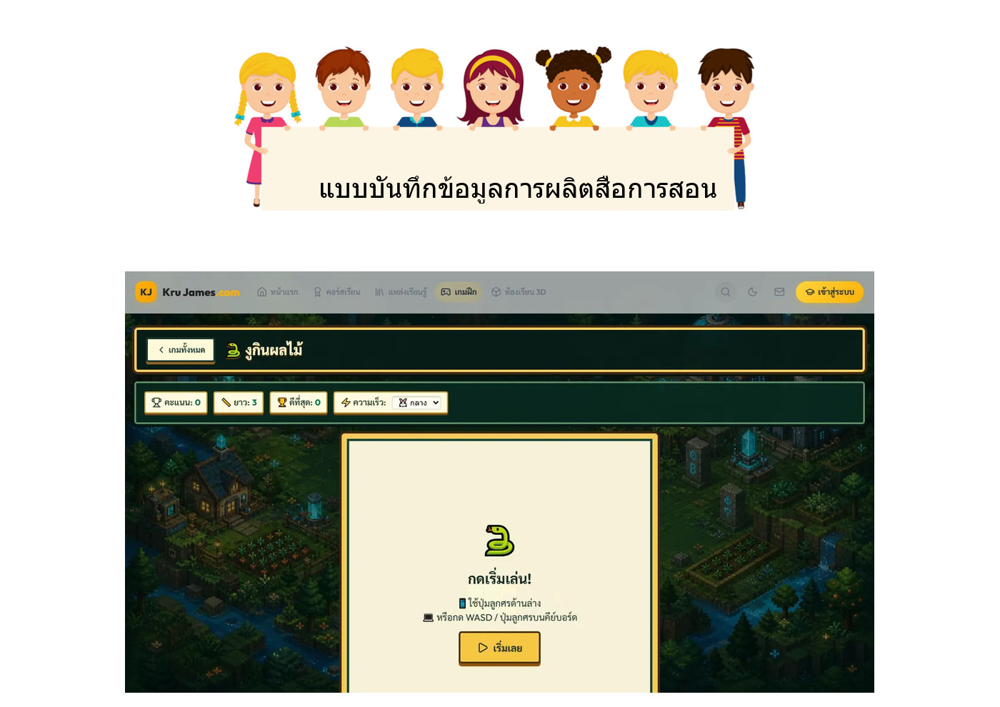 แบบบันทึกข้อมูลการผลิตสื่อการสอน
KJ Kru James.com หน้าแรก คอร์สเรียน แหล่งเรียนรู้ เกมฝึก ห้องเรียน 3D เข้าสู่ระบบ
เกมทั้งหมด งูกินผลไม้
คะแนน: 0 ยาว: 3 ดีที่สุด: 0 ความเร็ว: กลาง
กดเริ่มเล่น!
ใช้ปุ่มลูกศรด้านล่าง
หรือกด WASD / ปุ่มลูกศรบนคีย์บอร์ด
เริ่มเลย